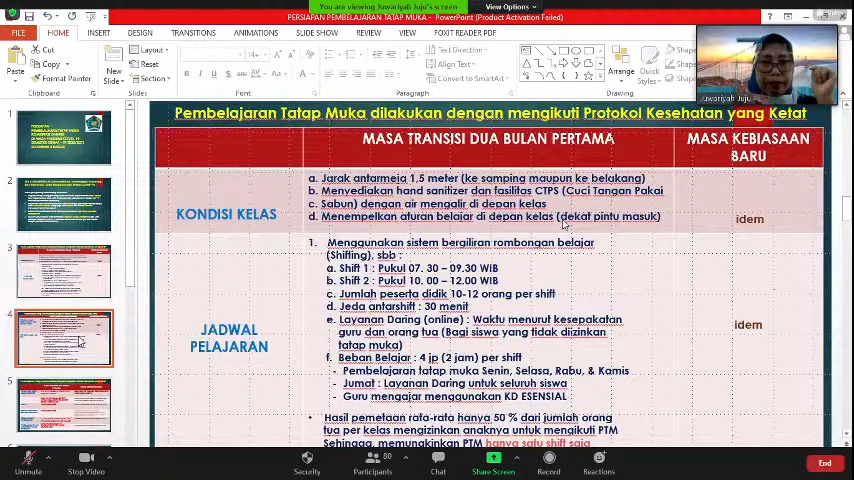 You are viewing Juwariyah Juju's screen
View Options
PERSIAPAN PEMBELAJARAN TATAP MUKA - PowerPoint (Product Activation Failed)
FILE
HOME
INSERT
DESIGN
TRANSITIONS
ANIMATIONS
SLIDE SHOW
REVIEW
VIEW
FOXIT READER PDF
Cut
Copy
Format Painter
Paste
Clipboard
New
Slide
Layout
Reset
Section
Slides
Font
Text Direction
Align Text
Convert to SmartArt
Paragraph
Arrange
Quick
Styles
Drawing
Juwariyah Juju
Pembelajaran Tatap Muka dilakukan dengan mengikuti Protokol Kesehatan yang Ketat
MASA TRANSISI DUA BULAN PERTAMA
MASA KEBIASAAN
BARU
KONDISI KELAS
a. Jarak antarmeja 1,5 meter (ke samping maupun ke belakang)
b. Menyediakan hand sanitizer dan fasilitas CTPS (Cuci Tangan Pakai
c. Sabun) dengan air mengalir di depan kelas
d. Menempelkan aturan belajar di depan kelas (dekat pintu masuk)
idem
JADWAL
PELAJARAN
1. Menggunakan sistem bergiliran rombongan belajar
(Shifting), sbb :
a. Shift 1 : Pukul 07. 30 – 09.30 WIB
b. Shift 2 : Pukul 10. 00 – 12.00 WIB
c. Jumlah peserta didik 10-12 orang per shift
d. Jeda antarshift : 30 menit
e. Layanan Daring (online) : Waktu menurut kesepakatan
guru dan orang tua (Bagi siswa yang tidak diizinkan
tatap muka)
f. Beban Belajar : 4 jp (2 jam) per shift
- Pembelajaran tatap muka Senin, Selasa, Rabu, & Kamis
- Jumat : Layanan Daring untuk seluruh siswa
- Guru mengajar menggunakan KD ESENSIAL
• Hasil pemetaan rata-rata hanya 50 % dari jumlah orang
tua per kelas mengizinkan anaknya untuk mengikuti PTM
Sehingga, memungkinkan PTM hanya satu shift saja
idem
1
2
3
4
5
Unmute
Stop Video
Security
Participants
80
Chat
Share Screen
Record
Reactions
End